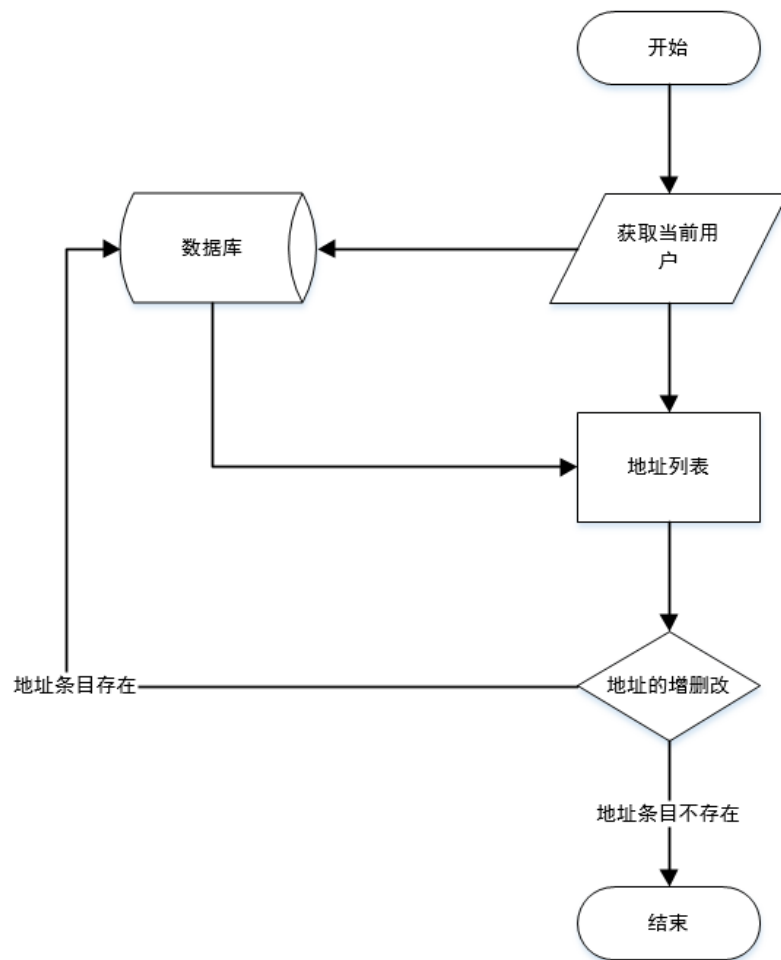 开始
数据库
获取当前用
户
地址列表
地址条目存在
地址的增删改
地址条目不存在
结束